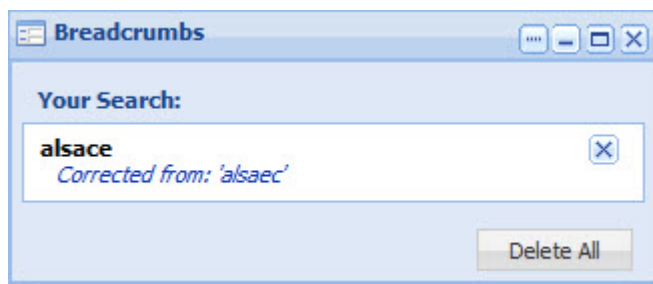 Breadcrumbs
Your Search:
alsace
Corrected from: 'alsaec'
Delete All